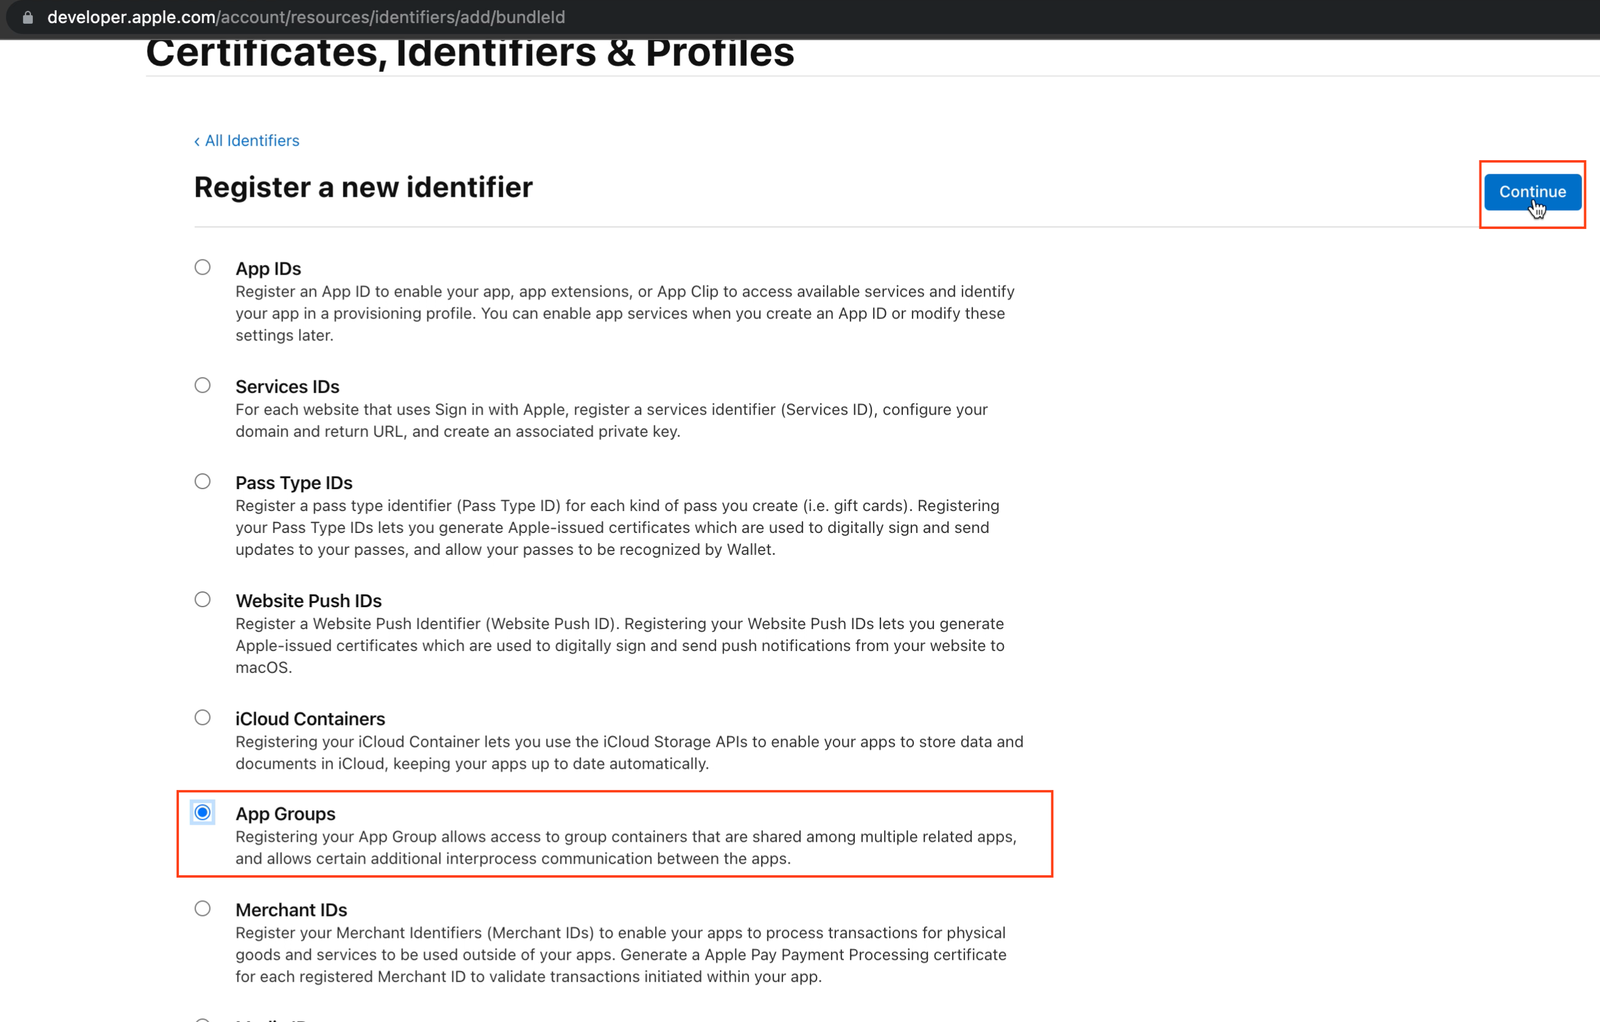 developer.apple.com/account/resources/identifiers/add/bundleId
Certificates, Identifiers & Profiles
‹ All Identifiers
Register a new identifier
Continue
App IDs
Register an App ID to enable your app, app extensions, or App Clip to access available services and identify
your app in a provisioning profile. You can enable app services when you create an App ID or modify these
settings later.
Services IDs
For each website that uses Sign in with Apple, register a services identifier (Services ID), configure your
domain and return URL, and create an associated private key.
Pass Type IDs
Register a pass type identifier (Pass Type ID) for each kind of pass you create (i.e. gift cards). Registering
your Pass Type IDs lets you generate Apple-issued certificates which are used to digitally sign and send
updates to your passes, and allow your passes to be recognized by Wallet.
Website Push IDs
Register a Website Push Identifier (Website Push ID). Registering your Website Push IDs lets you generate
Apple-issued certificates which are used to digitally sign and send push notifications from your website to
macOS.
iCloud Containers
Registering your iCloud Container lets you use the iCloud Storage APIs to enable your apps to store data and
documents in iCloud, keeping your apps up to date automatically.
App Groups
Registering your App Group allows access to group containers that are shared among multiple related apps,
and allows certain additional interprocess communication between the apps.
Merchant IDs
Register your Merchant Identifiers (Merchant IDs) to enable your apps to process transactions for physical
goods and services to be used outside of your apps. Generate a Apple Pay Payment Processing certificate
for each registered Merchant ID to validate transactions initiated within your app.